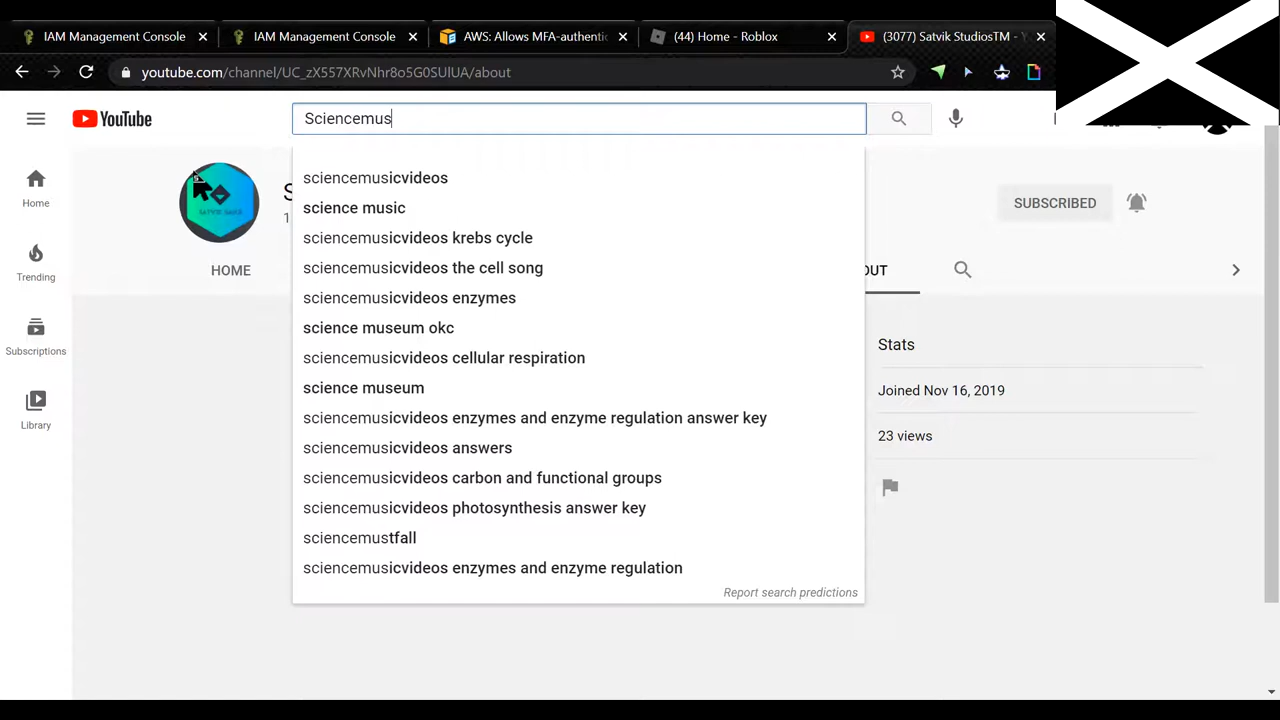 IAM Management Console
IAM Management Console
AWS: Allows MFA-authentic
(44) Home - Roblox
(3077) Satvik StudiosTM - Y
youtube.com/channel/UC_zX557XRvNhr8o5G0SUlUA/about
YouTube
Sciencemus
Home
Trending
Subscriptions
Library
S
1
SUBSCRIBED
HOME
OUT
sciencemusicvideos
science music
sciencemusicvideos krebs cycle
sciencemusicvideos the cell song
sciencemusicvideos enzymes
science museum okc
sciencemusicvideos cellular respiration
science museum
sciencemusicvideos enzymes and enzyme regulation answer key
sciencemusicvideos answers
sciencemusicvideos carbon and functional groups
sciencemusicvideos photosynthesis answer key
sciencemustfall
sciencemusicvideos enzymes and enzyme regulation
Report search predictions
Stats
Joined Nov 16, 2019
23 views